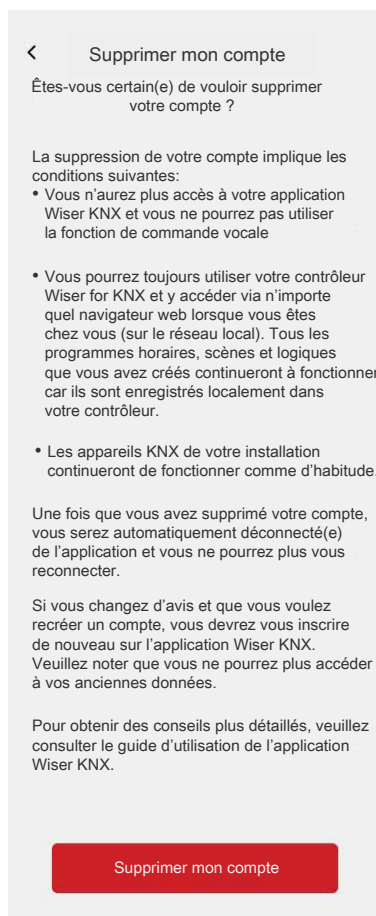 Supprimer mon compte
Êtes-vous certain(e) de vouloir supprimer
votre compte ?
La suppression de votre compte implique les
conditions suivantes:
• Vous n’aurez plus accès à votre application
Wiser KNX et vous ne pourrez pas utiliser
la fonction de commande vocale
• Vous pourrez toujours utiliser votre contrôleur
Wiser for KNX et y accéder via n’importe
quel navigateur web lorsque vous êtes
chez vous (sur le réseau local). Tous les
programmes horaires, scènes et logiques
que vous avez créés continueront à fonctionner
car ils sont enregistrés localement dans
votre contrôleur.
• Les appareils KNX de votre installation
continueront de fonctionner comme d’habitude.
Une fois que vous avez supprimé votre compte,
vous serez automatiquement déconnecté(e)
de l’application et vous ne pourrez plus vous
reconnecter.
Si vous changez d’avis et que vous voulez
recréer un compte, vous devrez vous inscrire
de nouveau sur l’application Wiser KNX.
Veuillez noter que vous ne pourrez plus accéder
à vos anciennes données.
Pour obtenir des conseils plus détaillés, veuillez
consulter le guide d’utilisation de l’application
Wiser KNX.
Supprimer mon compte